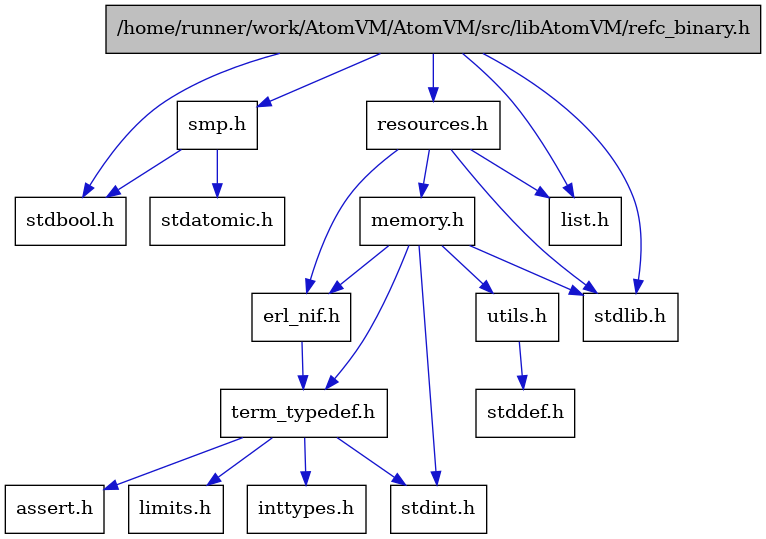 /home/runner/work/AtomVM/AtomVM/src/libAtomVM/refc_binary.h
smp.h
resources.h
stdbool.h
stdatomic.h
memory.h
list.h
erl_nif.h
utils.h
stdlib.h
term_typedef.h
stddef.h
assert.h
limits.h
inttypes.h
stdint.h